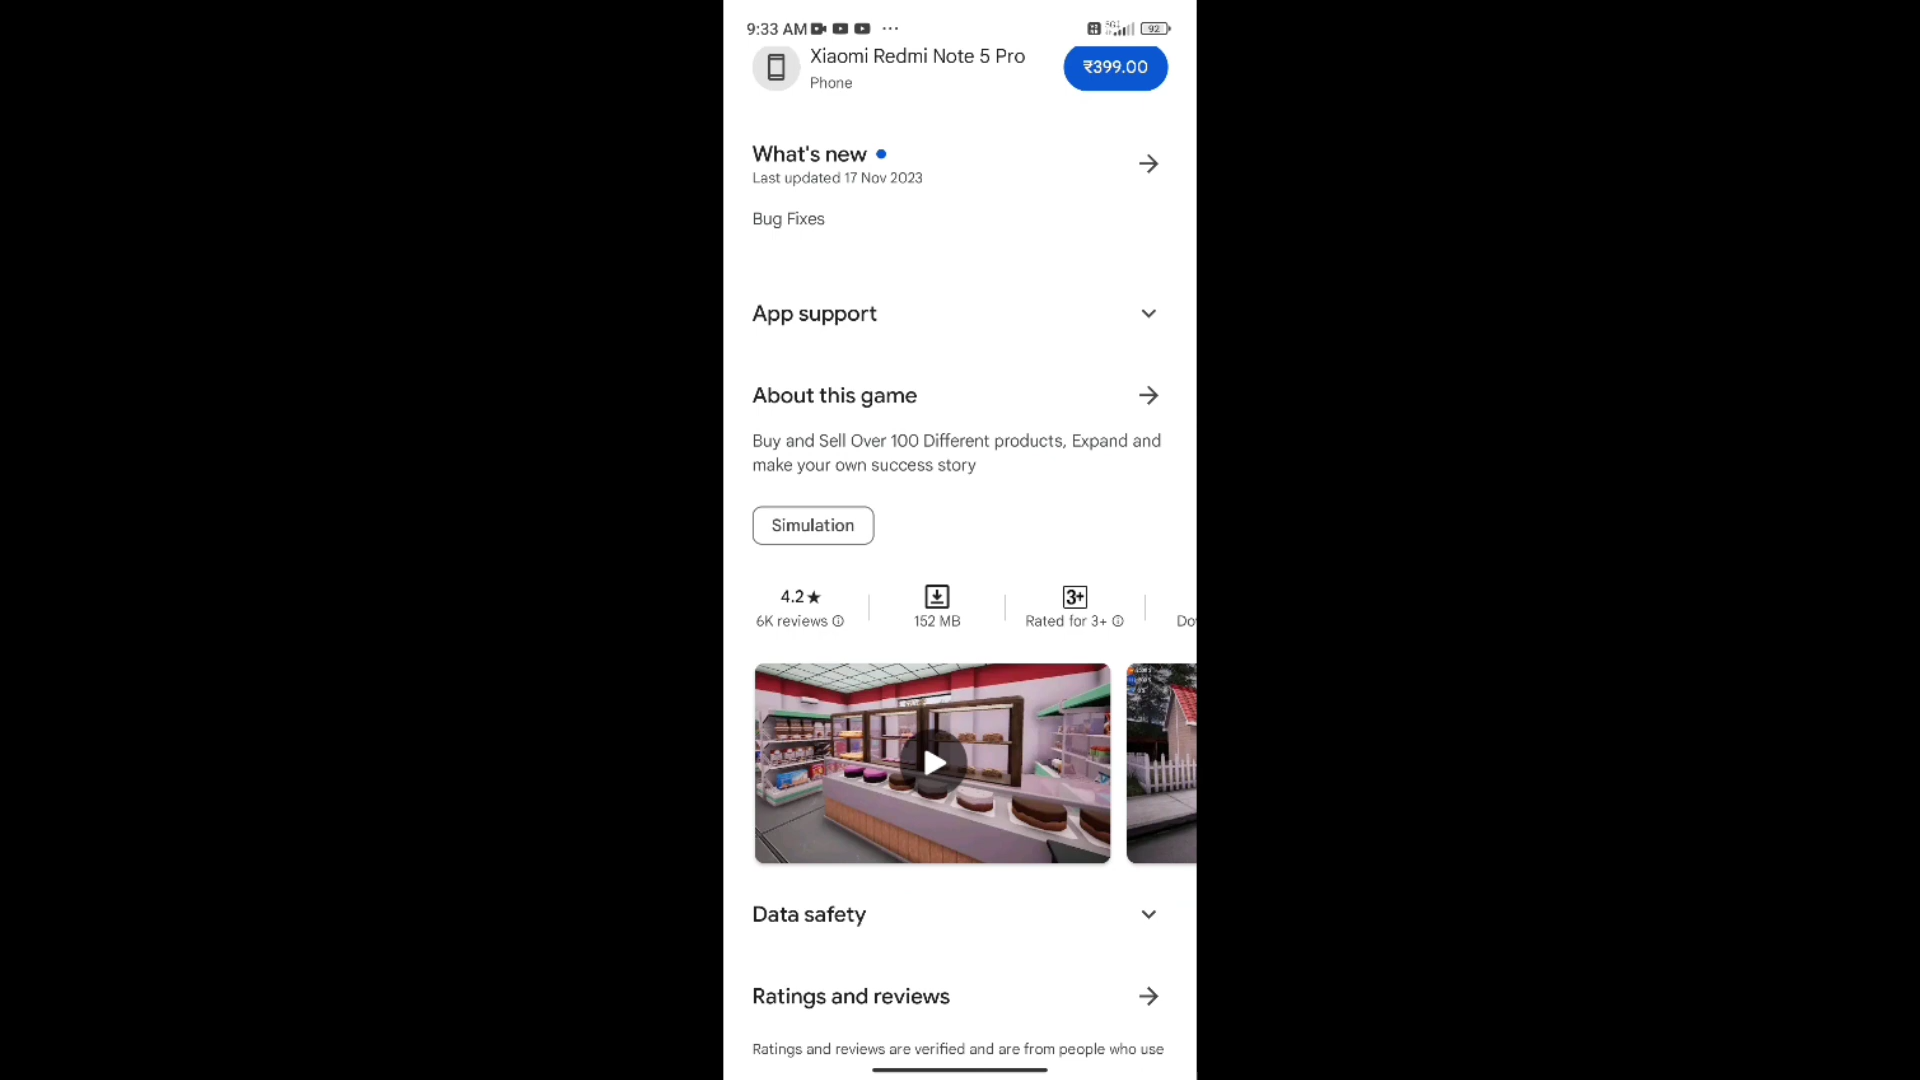 9:33 AM
92
Xiaomi Redmi Note 5 Pro
₹399.00
Phone
What's new
Last updated 17 Nov 2023
Bug Fixes
App support
About this game
Buy and Sell Over 100 Different products, Expand and
make your own success story
Simulation
4.2★
3+
6K reviews
152 MB
Rated for 3+
Do
Data safety
Ratings and reviews
Ratings and reviews are verified and are from people who use